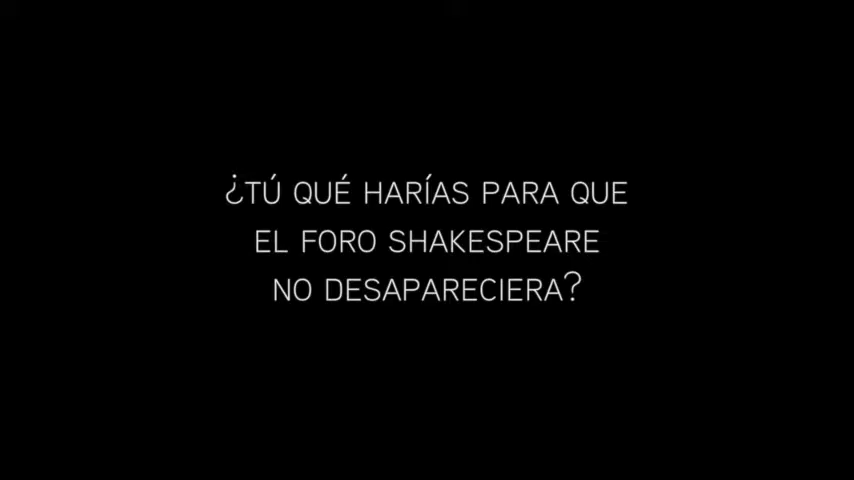 ¿TÚ QUÉ HARÍAS PARA QUE
EL FORO SHAKESPEARE
NO DESAPARECIERA?